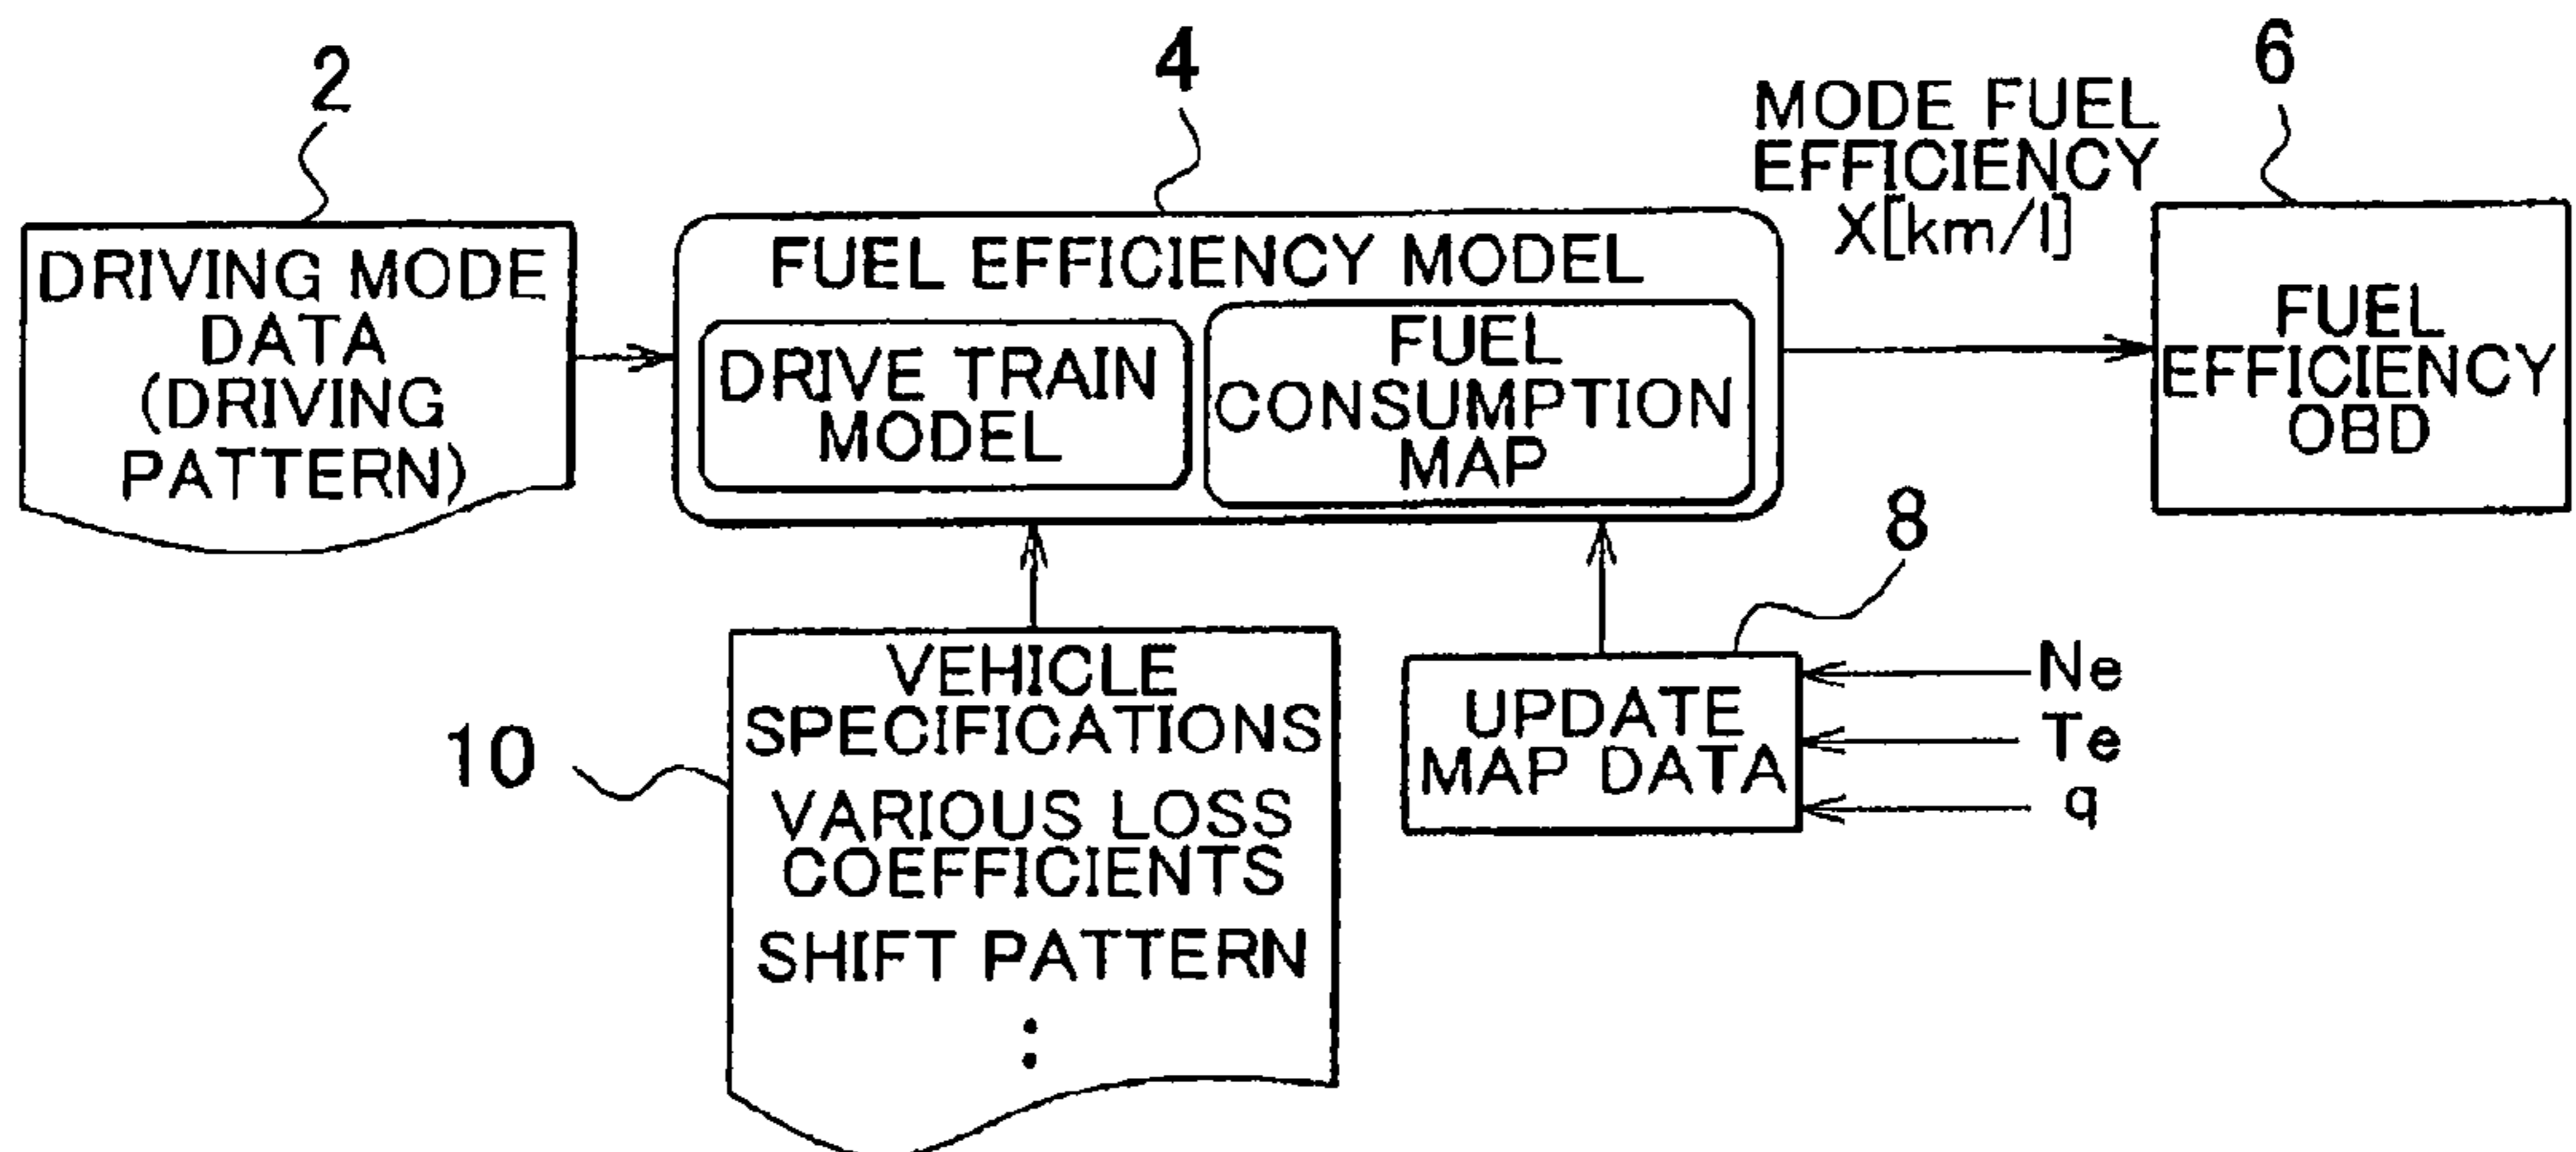 2
4
6
MODE FUEL
EFFICIENCY
X[km/l]
DRIVING MODE
DATA
(DRIVING
PATTERN)
FUEL EFFICIENCY MODEL
DRIVE TRAIN
MODEL
FUEL
CONSUMPTION
MAP
FUEL
EFFICIENCY
OBD
8
10
VEHICLE
SPECIFICATIONS
VARIOUS LOSS
COEFFICIENTS
SHIFT PATTERN
:
UPDATE
MAP DATA
Ne
Te
q